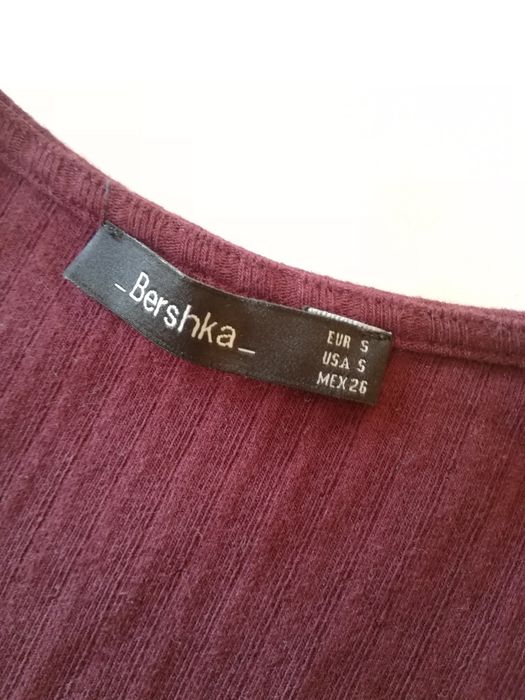 _Bershka_
EUR S
USA S
MEX 26